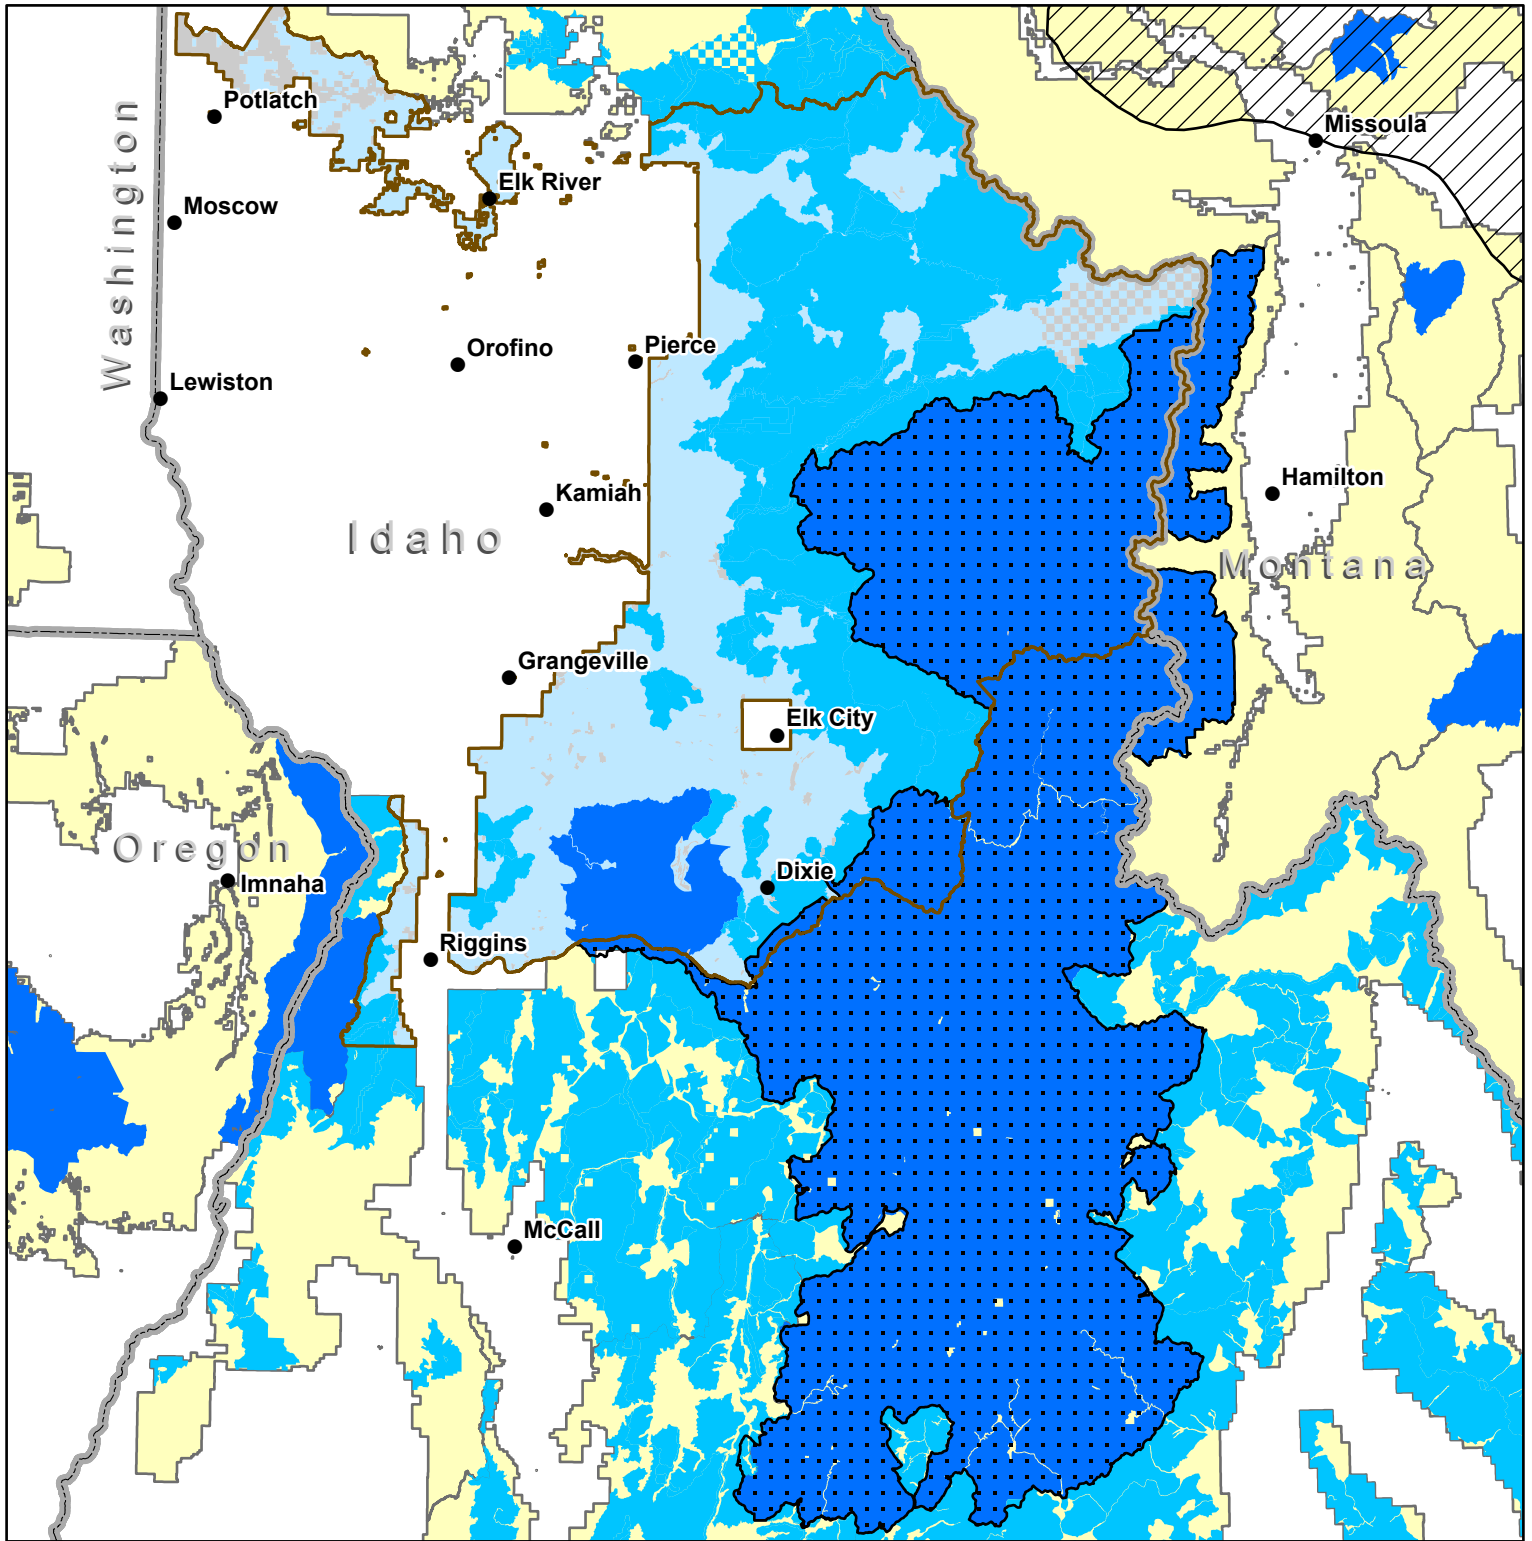 Potlatch
Missoula
Washington
Elk River
Moscow
Orofino
Pierce
Lewiston
Hamilton
Kamiah
Idaho
Montana
Grangeville
Elk City
Oregon
Imnaha
Dixie
Riggins
McCall